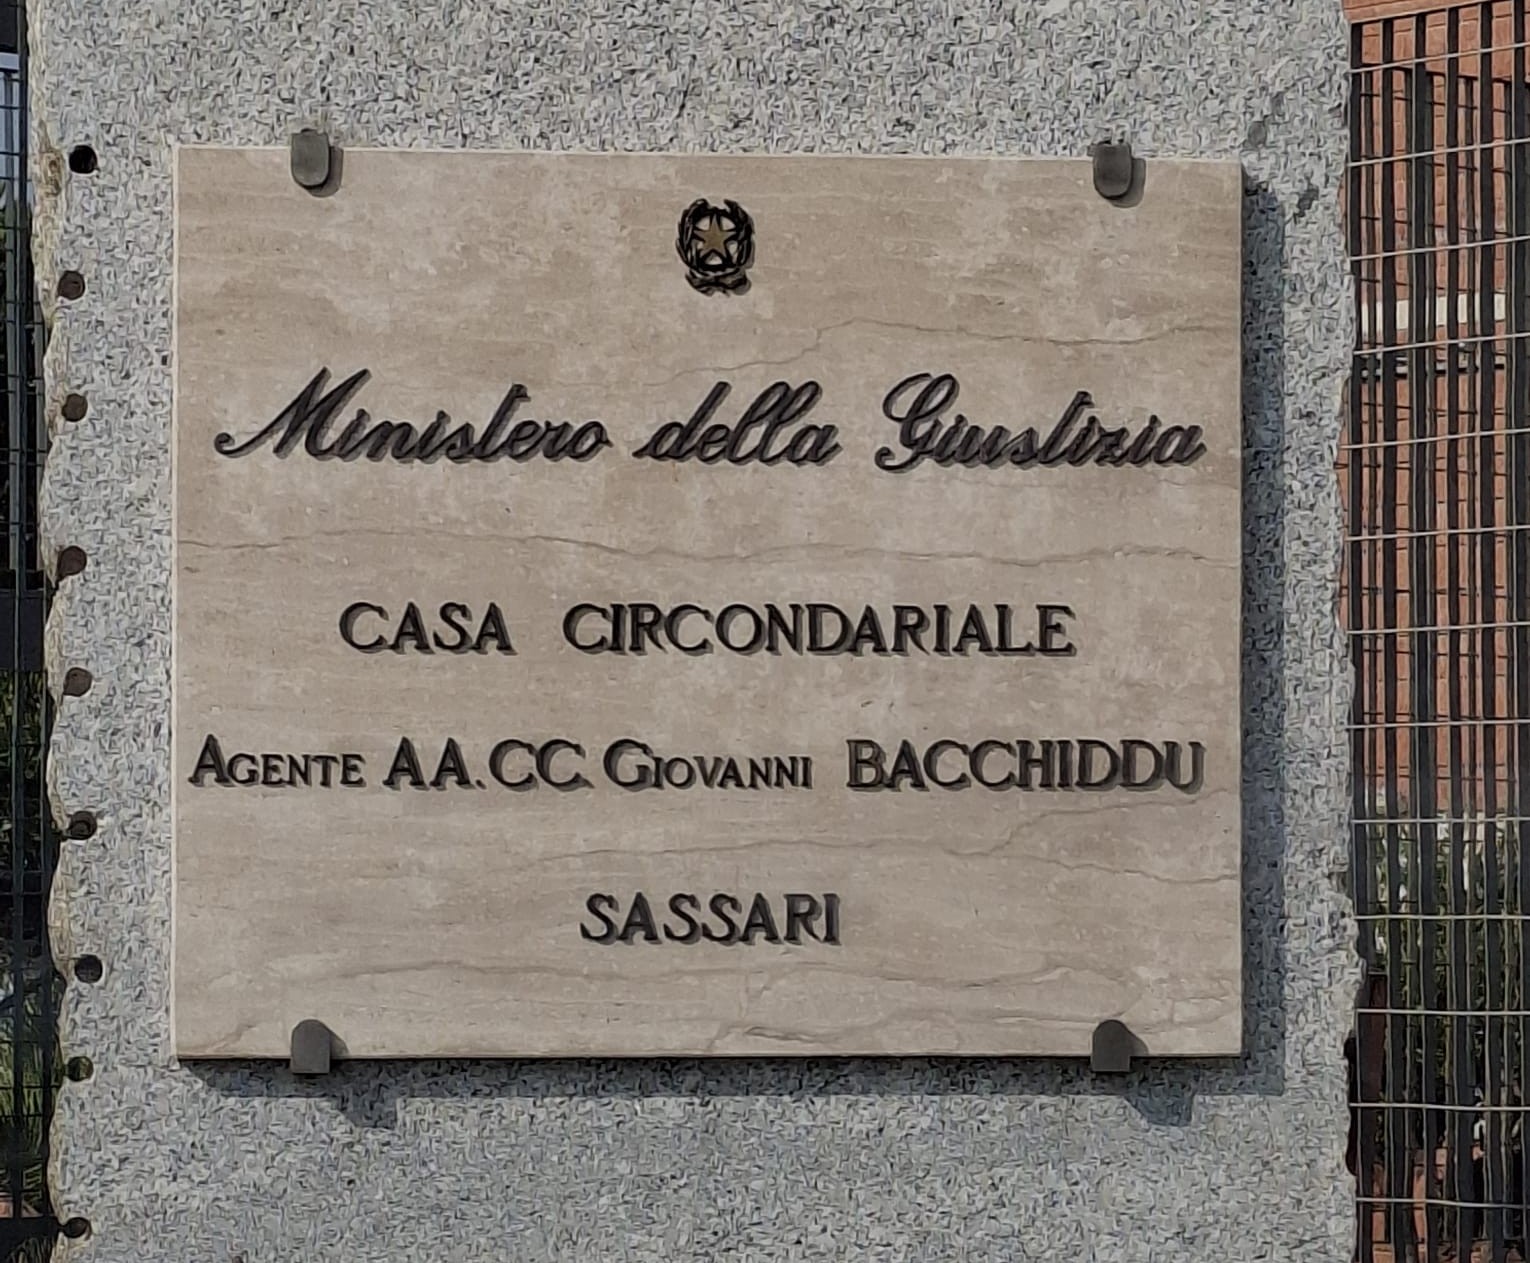 Ministero della Giustizia
CASA CIRCONDARIALE
AGENTE AA.CC. GIOVANNI BACCHIDDU
SASSARI